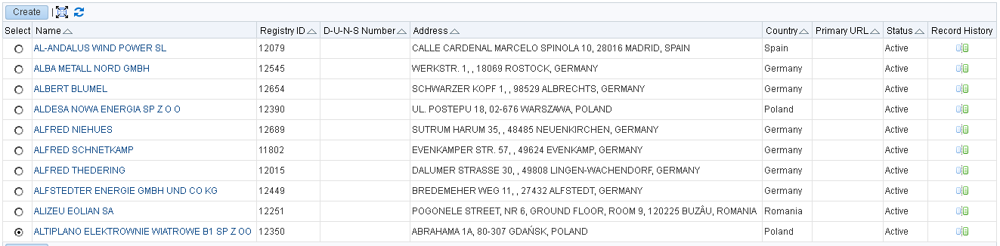 Create
Select Name Registry ID D-U-N-S Number Address Country Primary URL Status Record History
AL-ANDALUS WIND POWER SL 12079 CALLE CARDENAL MARCELO SPINOLA 10, 28016 MADRID, SPAIN Spain Active
ALBA METALL NORD GMBH 12545 WERKSTR. 1, , 18069 ROSTOCK, GERMANY Germany Active
ALBERT BLUMEL 12654 SCHWARZER KOPF 1, , 98529 ALBRECHTS, GERMANY Germany Active
ALDESA NOWA ENERGIA SP Z O O 12390 UL. POSTEPU 18, 02-676 WARSZAWA, POLAND Poland Active
ALFRED NIEHUES 12689 SUTRUM HARUM 35, , 48485 NEUENKIRCHEN, GERMANY Germany Active
ALFRED SCHNETKAMP 11802 EVENKAMPER STR. 57, , 49624 EVENKAMP, GERMANY Germany Active
ALFRED THEDERING 12015 DALUMER STRASSE 30, , 49808 LINGEN-WACHENDORF, GERMANY Germany Active
ALFSTEDTER ENERGIE GMBH UND CO KG 12449 BREDEMEHER WEG 11, , 27432 ALFSTEDT, GERMANY Germany Active
ALIZEU EOLIAN SA 12251 POGONELE STREET, NR 6, GROUND FLOOR, ROOM 9, 120225 BUZÂU, ROMANIA Romania Active
ALTIPLANO ELEKTROWNIE WIATROWE B1 SP Z OO 12350 ABRAHAMA 1A, 80-307 GDAŃSK, POLAND Poland Active